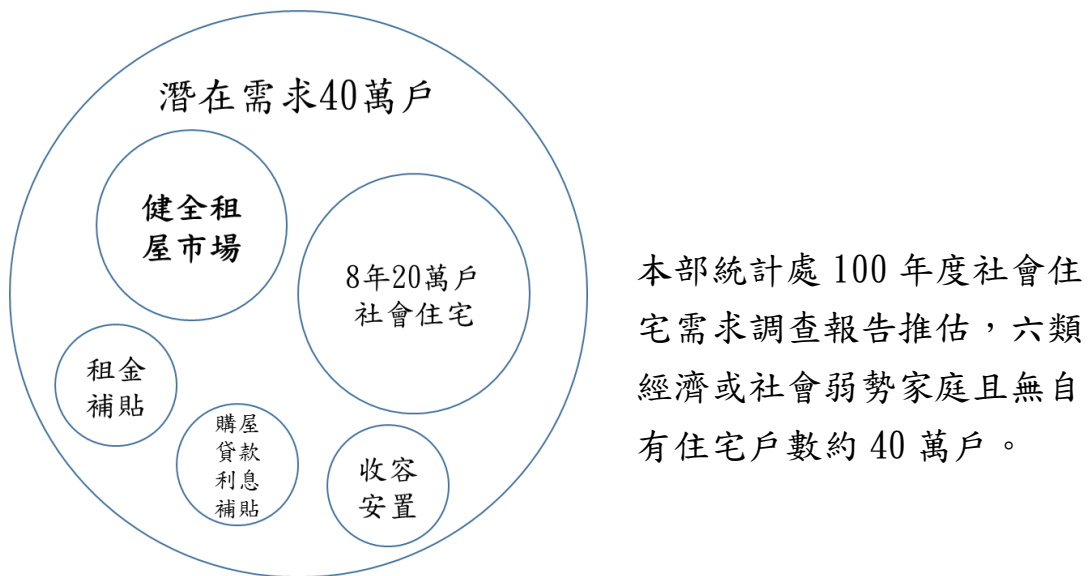 潛在需求40萬戶
健全租
屋市場
8年20萬戶
社會住宅
租金
補貼
購屋
貸款
利息
補貼
收容
安置
本部統計處 100 年度社會住
宅需求調查報告推估，六類
經濟或社會弱勢家庭且無自
有住宅戶數約 40 萬戶。